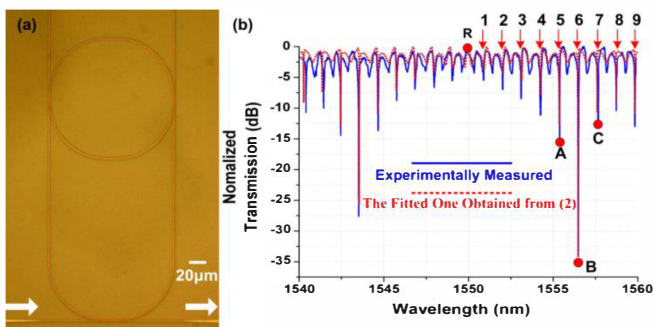 (a)
20μm
(b)
R 1 2 3 4 5 6 7 8 9
Nomalized
Transmission (dB)
0
-5
-10
-15
-20
-25
-30
-35
A
C
B
Experimentally Measured
The Fitted One Obtained from (2)
1540 1545 1550 1555 1560
Wavelength (nm)